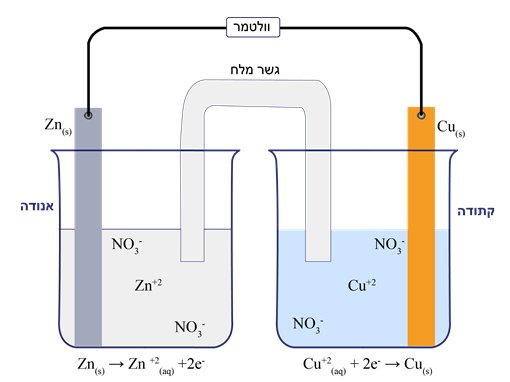 וולטמר
גשר מלח
Zn(s)
Cu(s)
אנודה
קתודה
NO3-
Zn+2
NO3-
NO3-
Cu+2
NO3-
Zn(s) → Zn +2(aq) +2e-
Cu+2(aq) + 2e- → Cu(s)